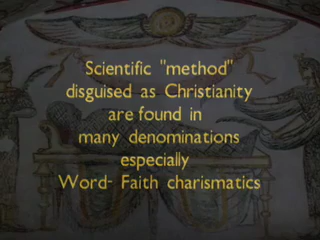 Scientific "method"
disguised as Christianity
are found in
many denominations
especially
Word- Faith charismatics